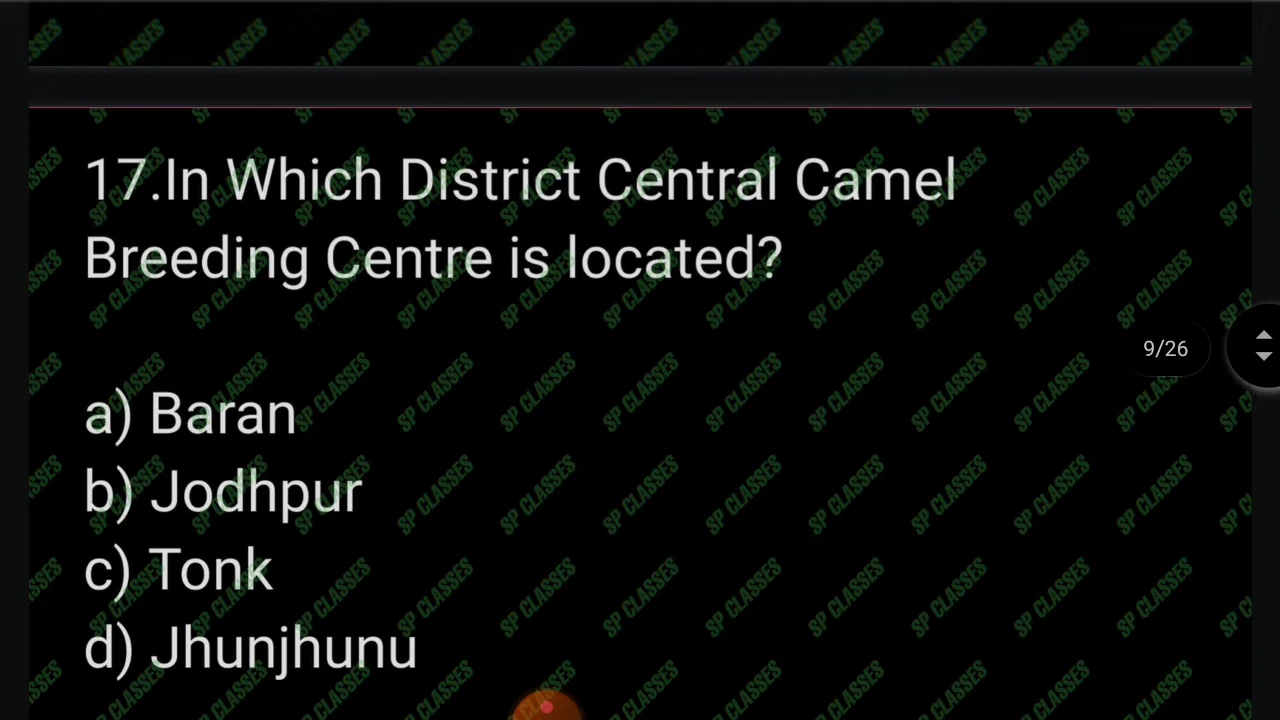 17.In Which District Central Camel
Breeding Centre is located?
9/26
a) Baran
b) Jodhpur
c) Tonk
d) Jhunjhunu
SP CLASSES